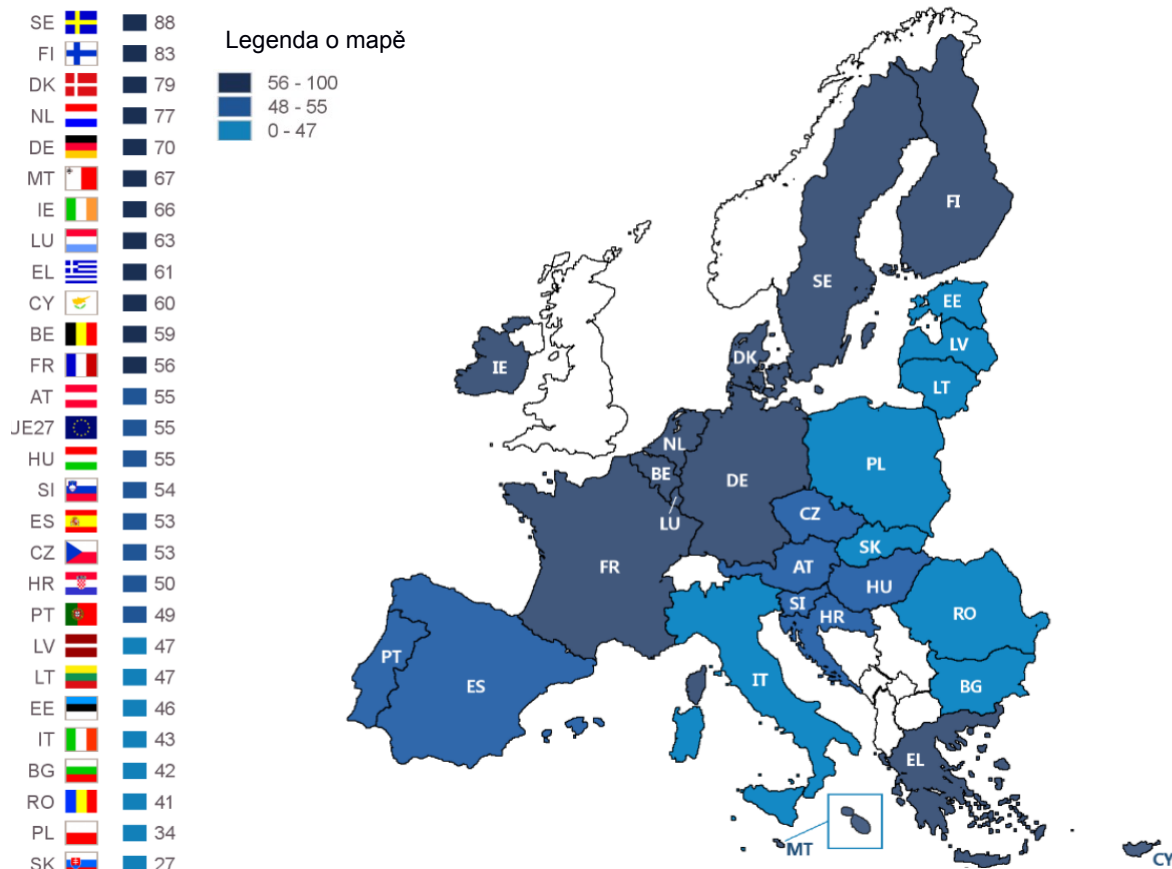 SE 88
FI 83
DK 79
NL 77
DE 70
MT 67
IE 66
LU 63
EL 61
CY 60
BE 59
FR 56
AT 55
JE27 55
HU 55
SI 54
ES 53
CZ 53
HR 50
PT 49
LV 47
LT 47
EE 46
IT 43
BG 42
RO 41
PL 34
SK 27
Legenda o mapě
56 - 100
48 - 55
0 - 47
FI
SE
EE
LV
DK
IE
LT
NL
PL
BE
DE
CZ
LU
SK
FR
AT
HU
SI
HR
RO
PT
ES
IT
BG
EL
MT
CY